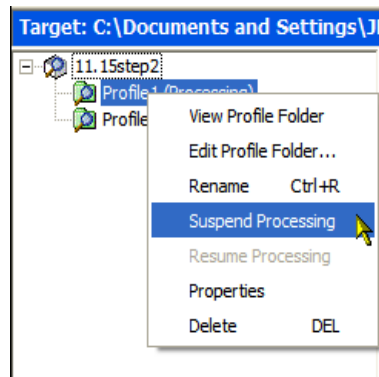 Target: C:\Documents and Settings\J
11.15step2
Profile1 (Processing)
Profile
View Profile Folder
Edit Profile Folder...
Rename Ctrl+R
Suspend Processing
Resume Processing
Properties
Delete DEL